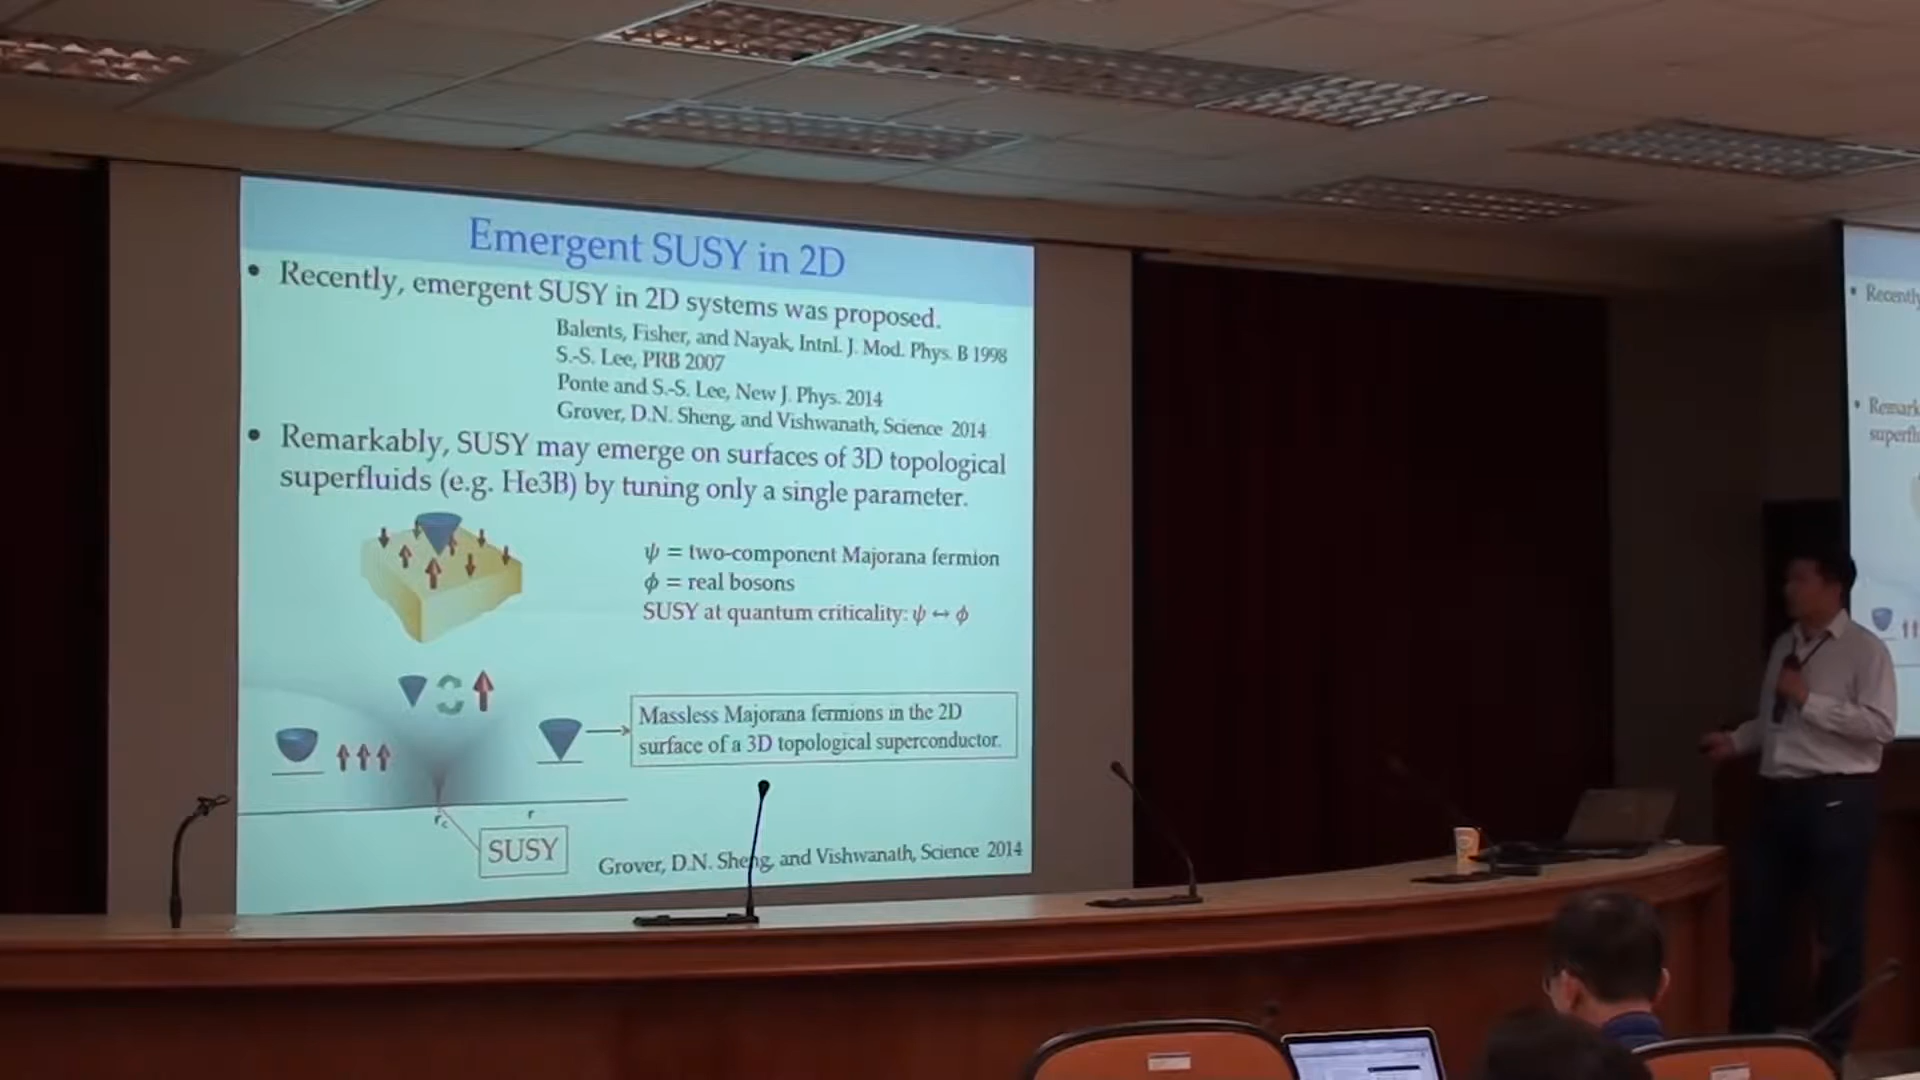 Emergent SUSY in 2D
• Recently, emergent SUSY in 2D systems was proposed.
Balents, Fisher, and Nayak, Intnl. J. Mod. Phys. B 1998
S.-S. Lee, PRB 2007
Ponte and S.-S. Lee, New J. Phys. 2014
Grover, D.N. Sheng, and Vishwanath, Science 2014
• Remarkably, SUSY may emerge on surfaces of 3D topological
superfluids (e.g. He3B) by tuning only a single parameter.
ψ = two-component Majorana fermion
ϕ = real bosons
SUSY at quantum criticality: ψ ↔ ϕ
Massless Majorana fermions in the 2D
surface of a 3D topological superconductor.
r_c
r
SUSY
Grover, D.N. Sheng, and Vishwanath, Science 2014
• Recently
• Remark
superfl